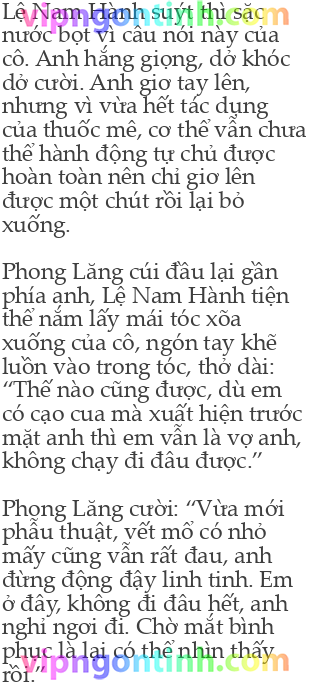 Lệ Nam Hành suýt thì sặc
nước bọt vì câu nói này của
cô. Anh hắng giọng, dở khóc
dở cười. Anh giơ tay lên,
nhưng vì vừa hết tác dụng
của thuốc mê, cơ thể vẫn chưa
thể hành động tự chủ được
hoàn toàn nên chỉ giơ lên
được một chút rồi lại bỏ
xuống.
Phong Lăng cúi đầu lại gần
phía anh, Lệ Nam Hành tiện
thể nắm lấy mái tóc xõa
xuống của cô, ngón tay khẽ
luồn vào trong tóc, thở dài:
“Thế nào cũng được, dù em
có cạo cua mà xuất hiện trước
mặt anh thì em vẫn là vợ anh,
không chạy đi đâu được.”
Phong Lăng cười: “Vừa mới
phẫu thuật, vết mổ có nhỏ
mấy cũng vẫn rất đau, anh
đừng động đậy linh tinh. Em
ở đây, không đi đâu hết, anh
nghỉ ngơi đi. Chờ mắt bình
phục là lại có thể nhìn thấy
rồi.”
vipngontinh.com
vipngontinh.com